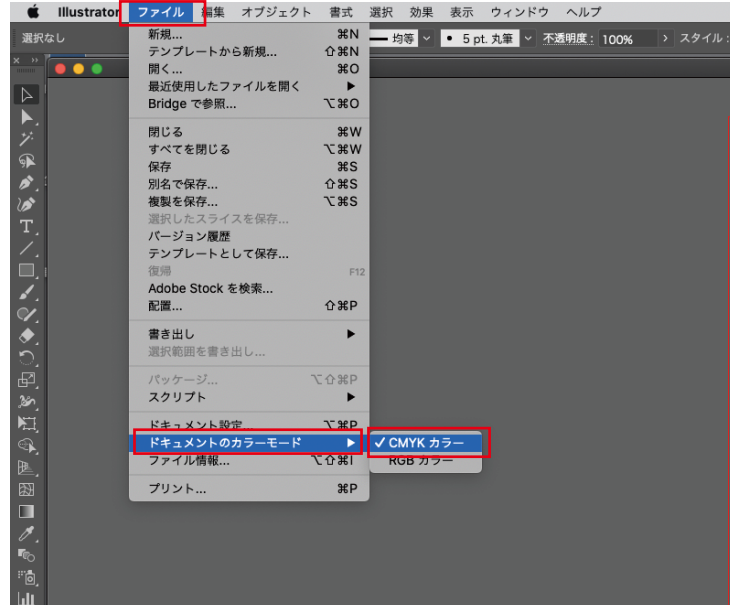 Illustrator ファイル 編集 オブジェクト 書式 選択 効果 表示 ウィンドウ ヘルプ
選択なし 均等 5 pt. 丸筆 不透明度: 100% スタイル:
新規... ⌘N
テンプレートから新規... ⇧⌘N
開く... ⌘O
最近使用したファイルを開く
Bridge で参照... ⌥⌘O
閉じる ⌘W
すべてを閉じる ⌥⌘W
保存 ⌘S
別名で保存... ⇧⌘S
複製を保存... ⌥⌘S
選択したスライスを保存...
バージョン履歴
テンプレートとして保存...
復帰 F12
Adobe Stock を検索...
配置... ⇧⌘P
書き出し
選択範囲を書き出し...
パッケージ... ⌥⇧⌘P
スクリプト
ドキュメント設定... ⌥⌘P
ドキュメントのカラーモード ✓ CMYK カラー
ファイル情報... ⌥⇧⌘I RGB カラー
プリント... ⌘P